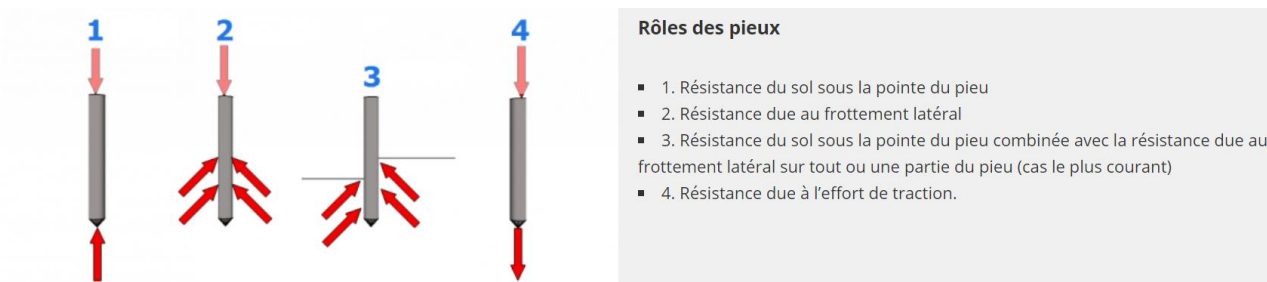 1
2
3
4
Rôles des pieux
▪ 1. Résistance du sol sous la pointe du pieu
▪ 2. Résistance due au frottement latéral
▪ 3. Résistance du sol sous la pointe du pieu combinée avec la résistance due au
frottement latéral sur tout ou une partie du pieu (cas le plus courant)
▪ 4. Résistance due à l’effort de traction.